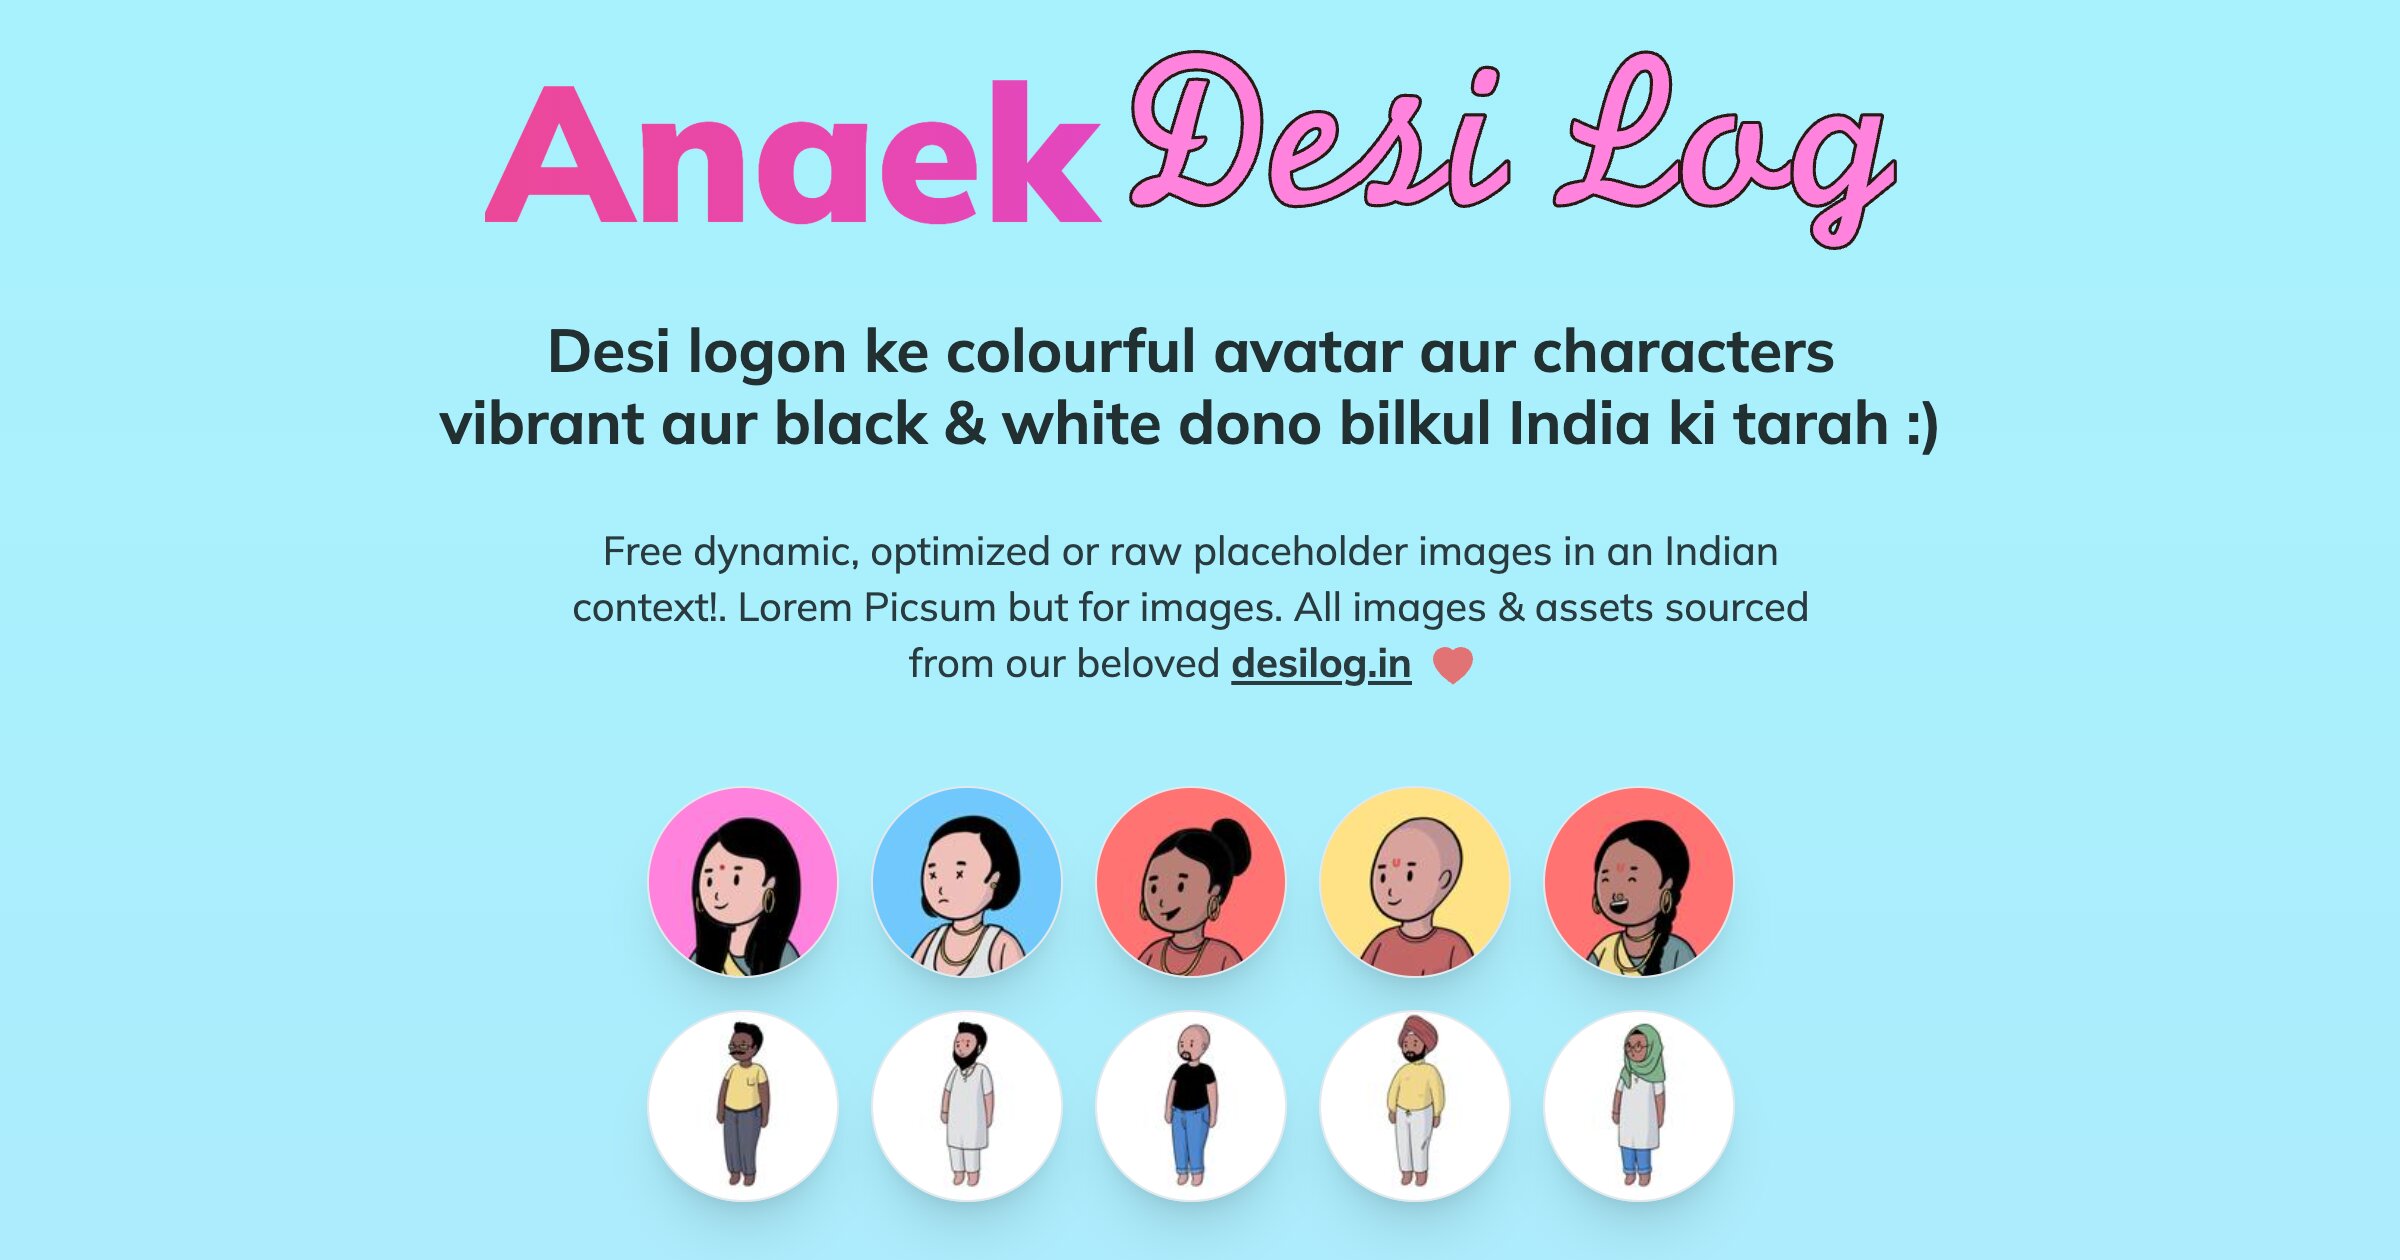 Anaek Desi Log
Desi logon ke colourful avatar aur characters
vibrant aur black & white dono bilkul India ki tarah :)
Free dynamic, optimized or raw placeholder images in an Indian
context!. Lorem Picsum but for images. All images & assets sourced
from our beloved desilog.in